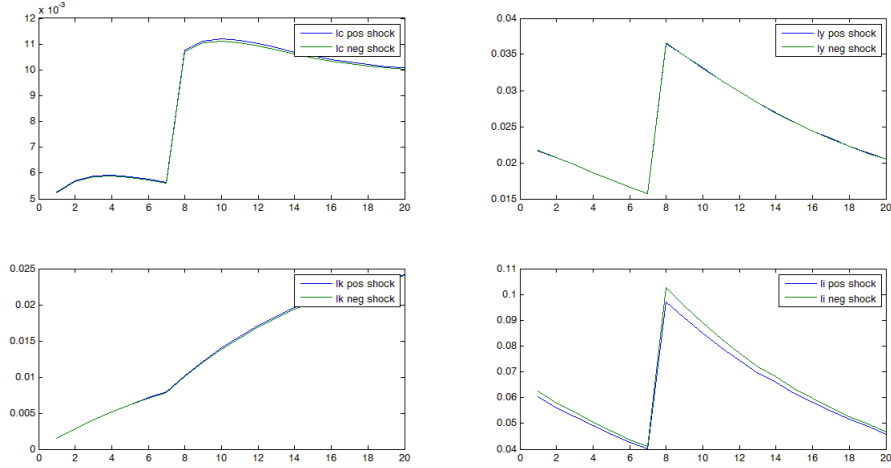 x 10⁻³
12
11
10
9
8
7
6
5
0 2 4 6 8 10 12 14 16 18 20
lc pos shock
lc neg shock
0.04
0.035
0.03
0.025
0.02
0.015
0 2 4 6 8 10 12 14 16 18 20
ly pos shock
ly neg shock
0.025
0.02
0.015
0.01
0.005
0
0 2 4 6 8 10 12 14 16 18 20
lk pos shock
lk neg shock
0.11
0.1
0.09
0.08
0.07
0.06
0.05
0.04
0 2 4 6 8 10 12 14 16 18 20
li pos shock
li neg shock